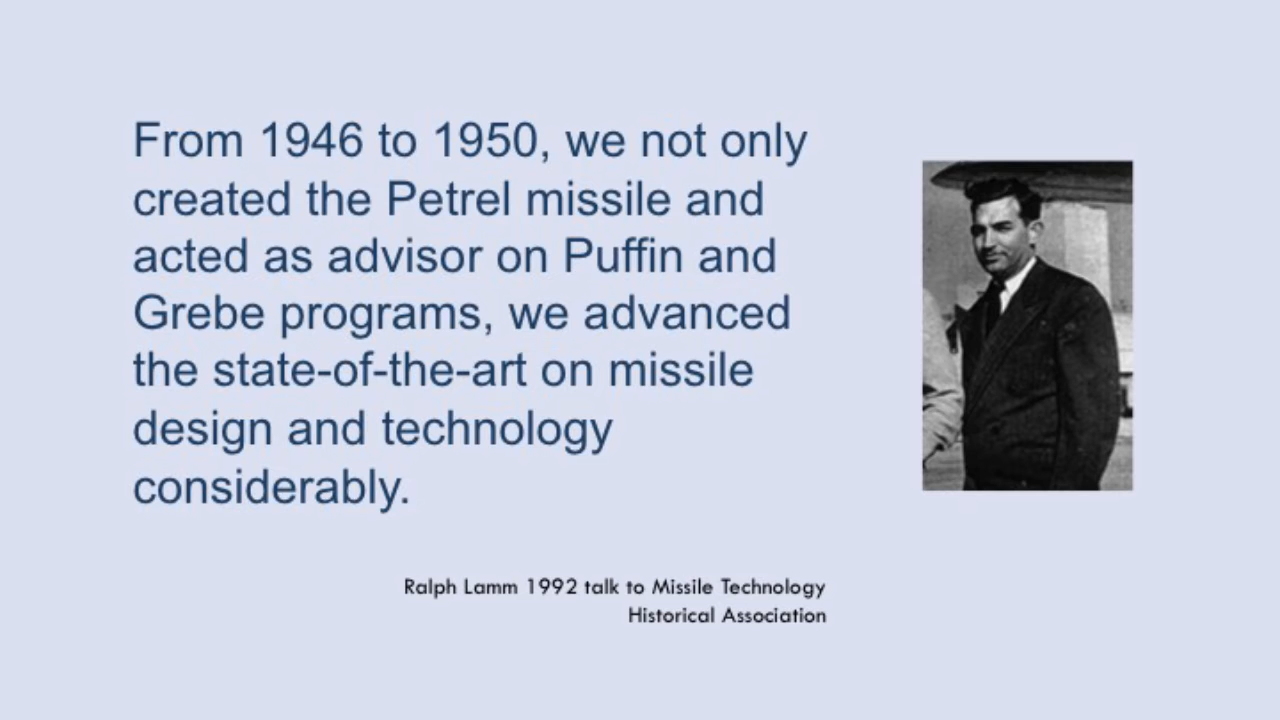 From 1946 to 1950, we not only
created the Petrel missile and
acted as advisor on Puffin and
Grebe programs, we advanced
the state-of-the-art on missile
design and technology
considerably.
Ralph Lamm 1992 talk to Missile Technology
Historical Association